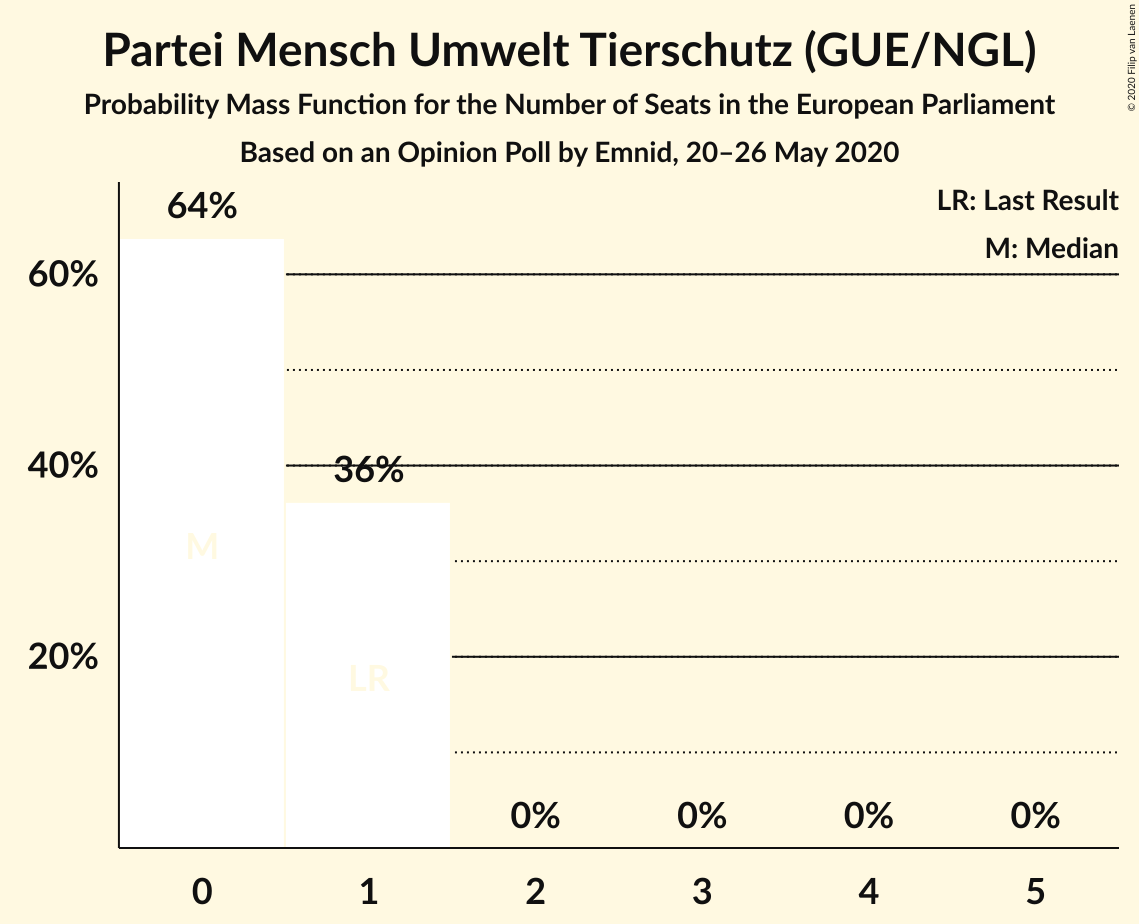 Partei Mensch Umwelt Tierschutz (GUE/NGL)
Probability Mass Function for the Number of Seats in the European Parliament
Based on an Opinion Poll by Emnid, 20–26 May 2020
© 2020 Filip van Laenen
LR: Last Result
M: Median
64%
60%
40%
36%
20%
M
LR
0% 0% 0% 0%
0 1 2 3 4 5